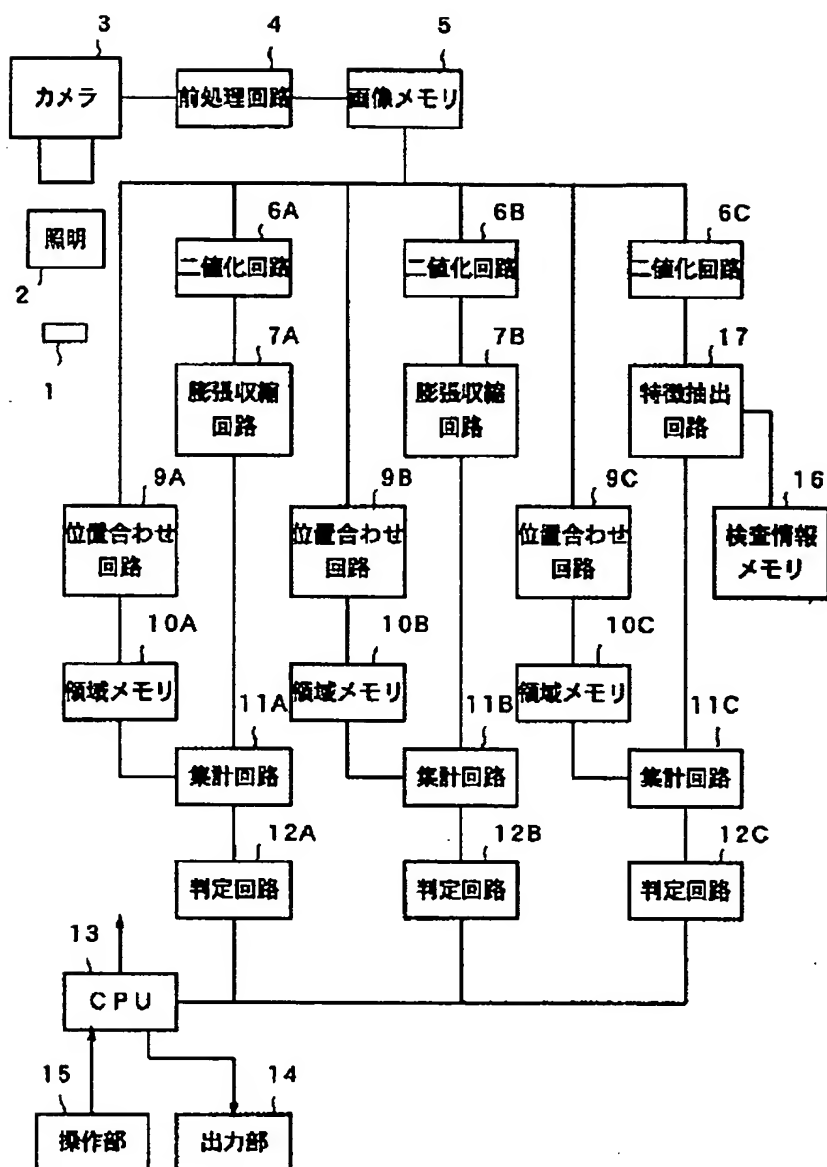 3
4
5
カメラ
前処理回路
画像メモリ
6A
6B
6C
照明
二値化回路
二値化回路
二値化回路
2
7A
7B
17
1
膨張収縮
回路
膨張収縮
回路
特徴抽出
回路
9A
9B
9C
16
位置合わせ
回路
位置合わせ
回路
位置合わせ
回路
検査情報
メモリ
10A
10B
10C
領域メモリ
領域メモリ
領域メモリ
11A
11B
11C
集計回路
集計回路
集計回路
12A
12B
12C
判定回路
判定回路
判定回路
13
CPU
15
14
操作部
出力部